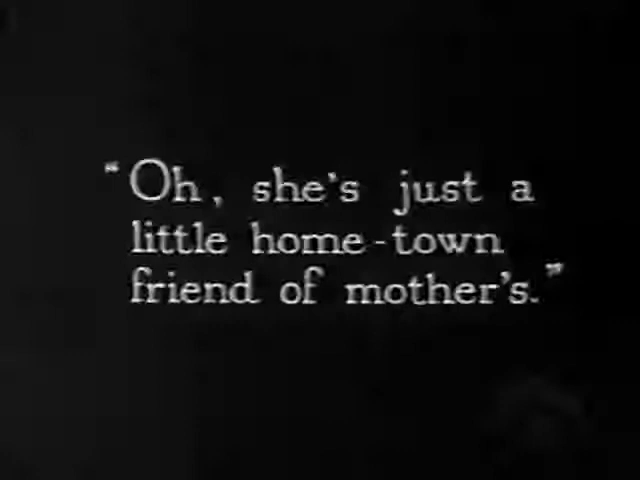 “Oh, she's just a
little home-town
friend of mother's.”